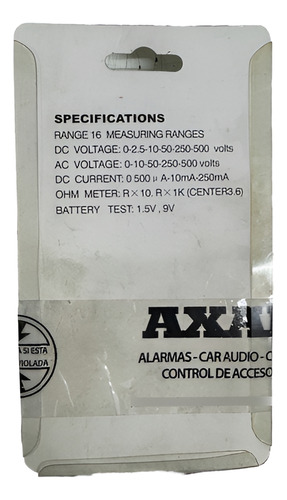 SPECIFICATIONS
RANGE 16 MEASURING RANGES
DC VOLTAGE: 0-2.5-10-50-250-500 volts
AC VOLTAGE: 0-10-50-250-500 volts
DC CURRENT: 0 500 μ A-10mA-250mA
OHM METER: R×10. R×1K (CENTER3.6)
BATTERY TEST: 1.5V , 9V
SI ESTA
ALARMAS - CAR AUDIO -
CONTROL DE